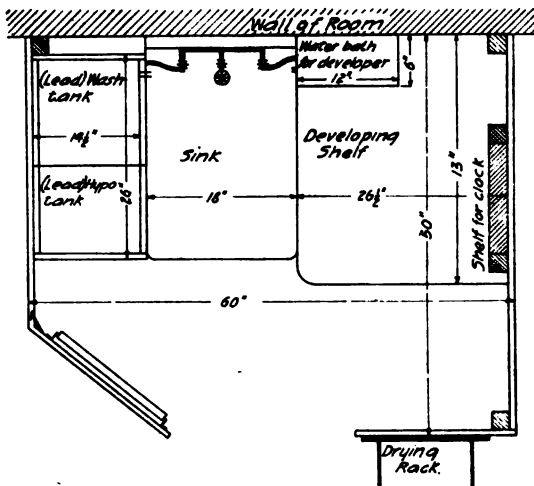 Wall of Room
Water bath
for developer
12"
6"
(Lead) Wash
tank
14½"
(Lead) Hypo
tank
26"
Sink
18"
Developing
Shelf
26½"
13"
50"
Shelf for clock
60"
Drying
Rack.